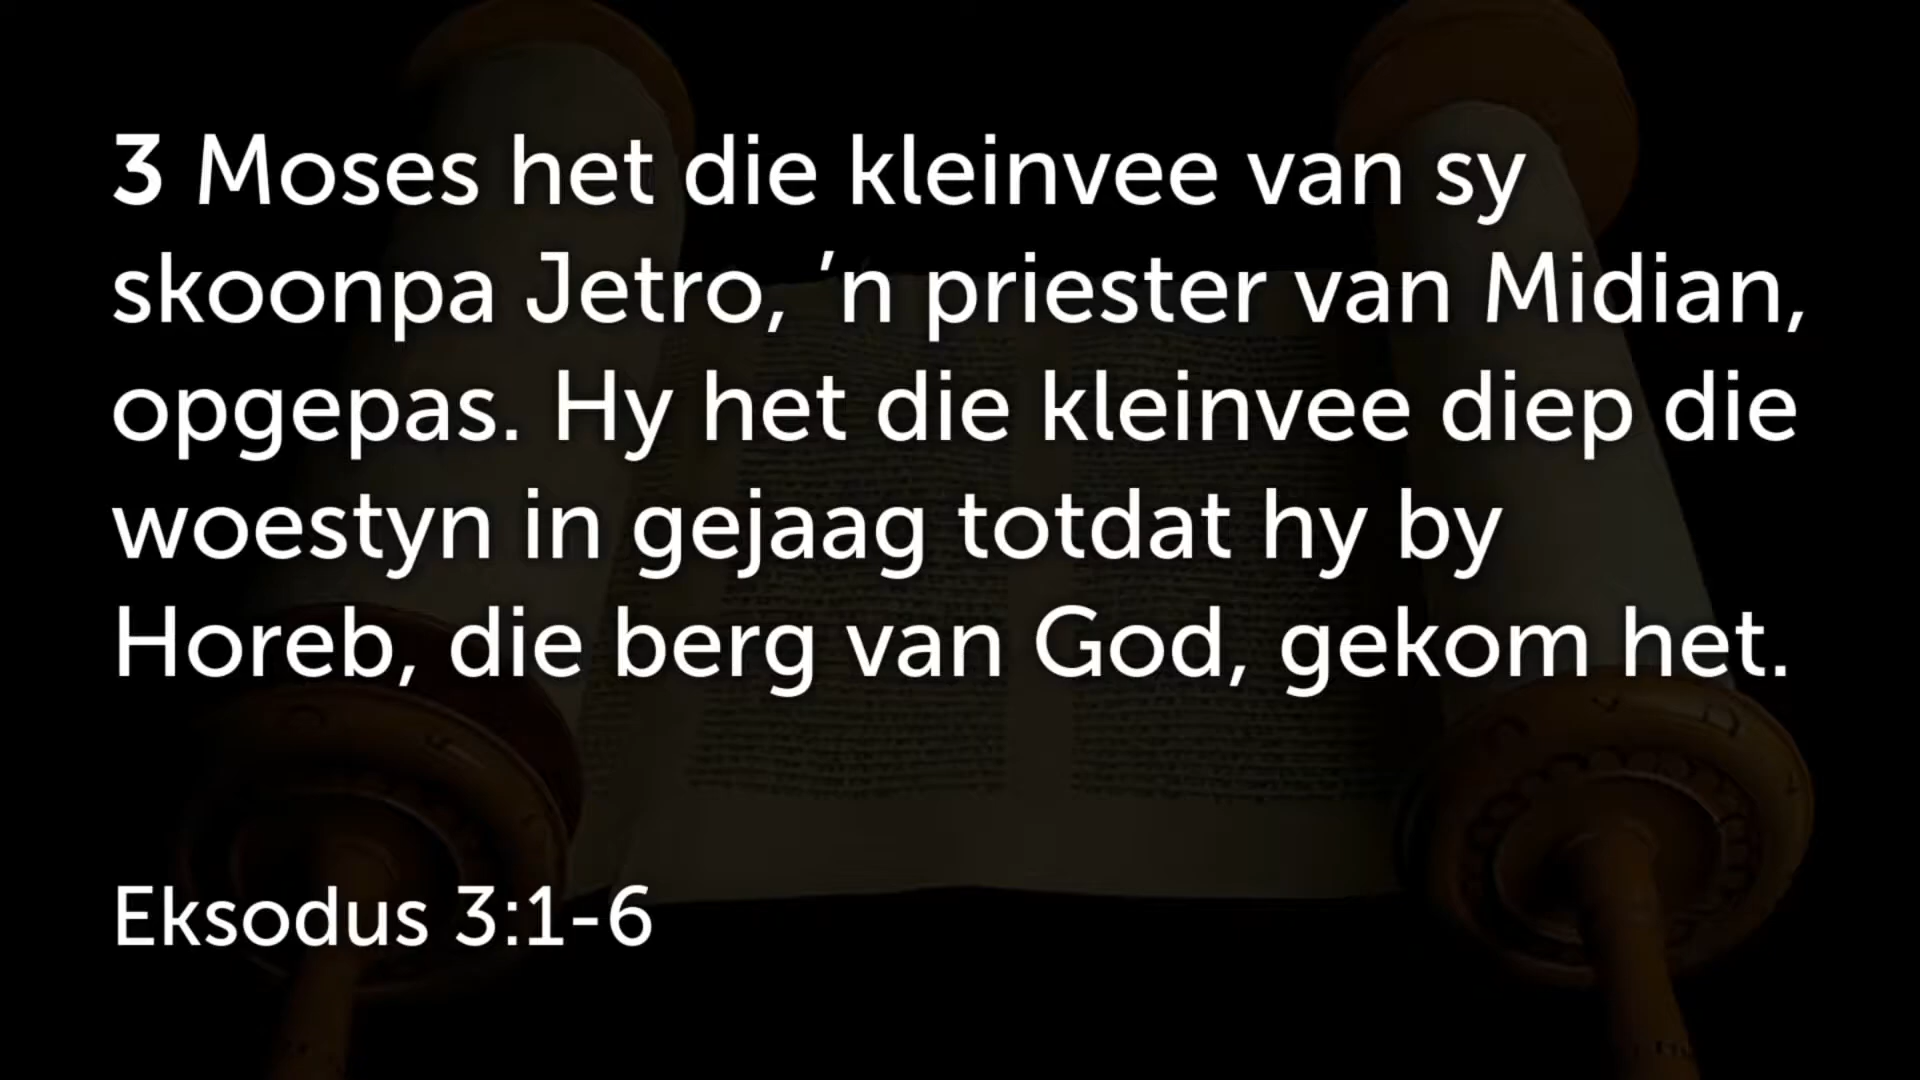 3 Moses het die kleinvee van sy
skoonpa Jetro, ’n priester van Midian,
opgepas. Hy het die kleinvee diep die
woestyn in gejaag totdat hy by
Horeb, die berg van God, gekom het.
Eksodus 3:1-6